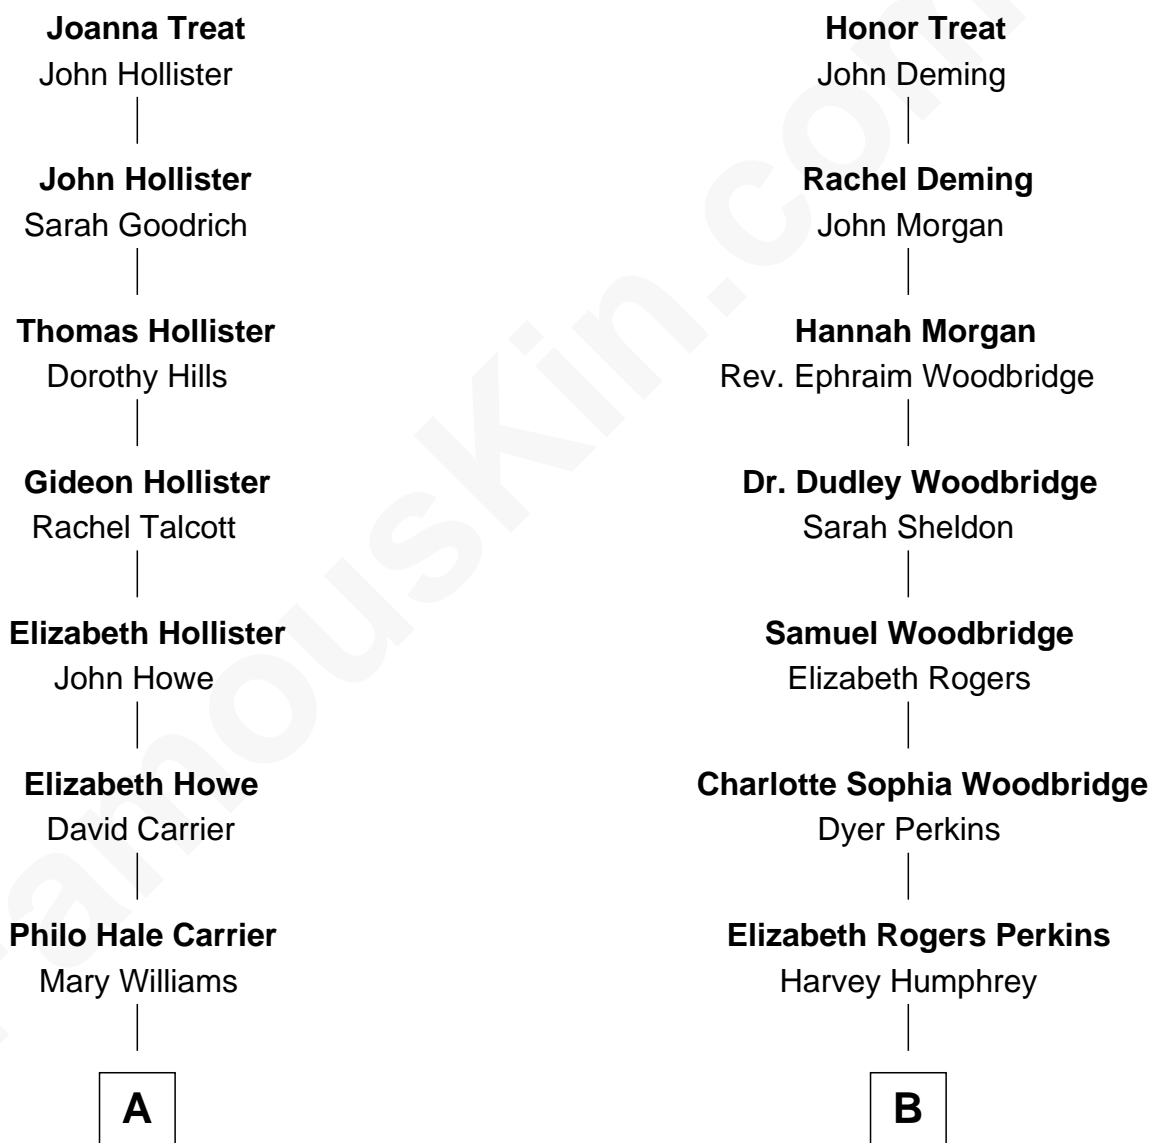 Joanna Treat
John Hollister
John Hollister
Sarah Goodrich
Thomas Hollister
Dorothy Hills
Gideon Hollister
Rachel Talcott
Elizabeth Hollister
John Howe
Elizabeth Howe
David Carrier
Philo Hale Carrier
Mary Williams
A
Honor Treat
John Deming
Rachel Deming
John Morgan
Hannah Morgan
Rev. Ephraim Woodbridge
Dr. Dudley Woodbridge
Sarah Sheldon
Samuel Woodbridge
Elizabeth Rogers
Charlotte Sophia Woodbridge
Dyer Perkins
Elizabeth Rogers Perkins
Harvey Humphrey
B
FamousKin.com